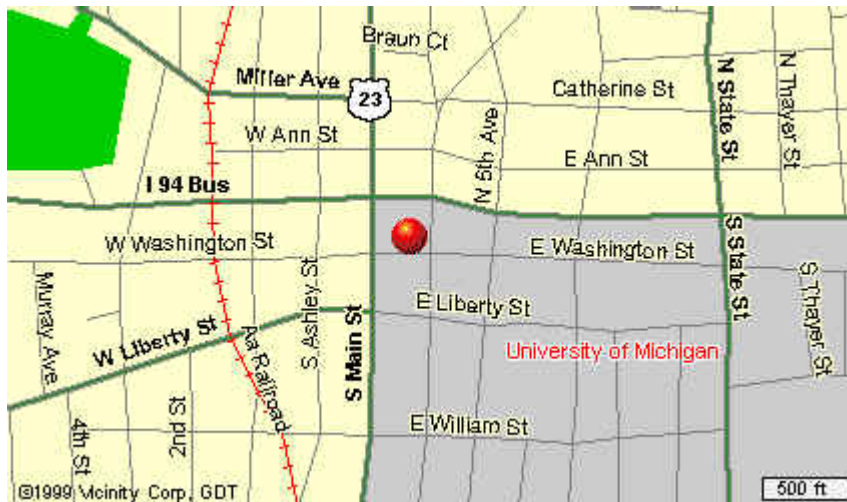 Braun Ct
Miller Ave
23
Catherine St
N State St
N Thayer St
W Ann St
N 5th Ave
E Ann St
I 94 Bus
W Washington St
E Washington St
S State St
S Thayer St
Murray Ave
S Ashley St
E Liberty St
W Liberty St
Aa Railroad
S Main St
University of Michigan
4th St
2nd St
E William St
©1999 Vicinity Corp, GDT
500 ft